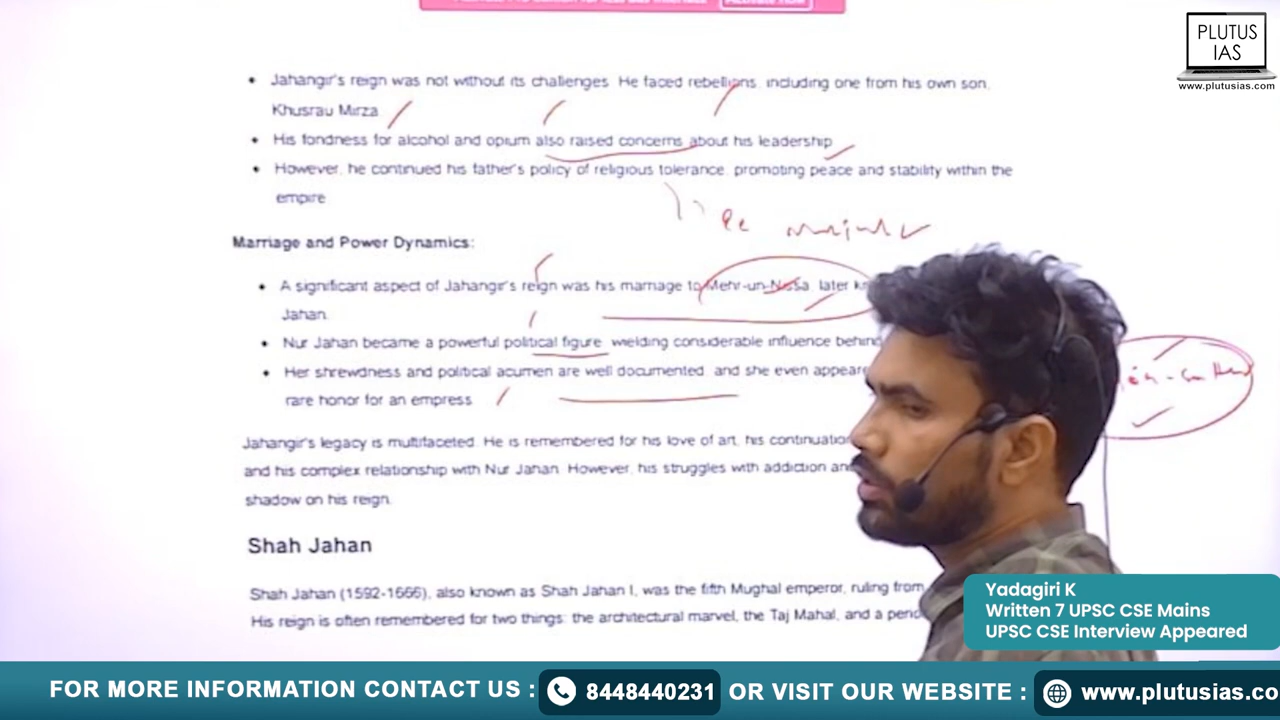 PLUTUS
IAS
www.plutusias.com
Jahangir's reign was not without its challenges. He faced rebellions, including one from his own son,
Khusrau Mirza
His fondness for alcohol and opium also raised concerns about his leadership
However, he continued his father's policy of religious tolerance, promoting peace and stability within the
empire
Marriage and Power Dynamics:
A significant aspect of Jahangir's reign was his marriage to Mehr-un-Nissa, later
Jahan.
Nur Jahan became a powerful political figure, wielding considerable influence behind
Her shrewdness and political acumen are well documented, and she even
rare honor for an empress
Jahangir's legacy is multifaceted. He is remembered for his love of art, his
and his complex relationship with Nur Jahan. However, his struggles with addiction
shadow on his reign.
Shah Jahan
Shah Jahan (1592-1666), also known as Shah Jahan I, was the fifth Mughal emperor, ruling from
His reign is often remembered for two things: the architectural marvel, the Taj Mahal, and a
Yadagiri K
Written 7 UPSC CSE Mains
UPSC CSE Interview Appeared
FOR MORE INFORMATION CONTACT US : 8448440231 OR VISIT OUR WEBSITE : www.plutusias.co